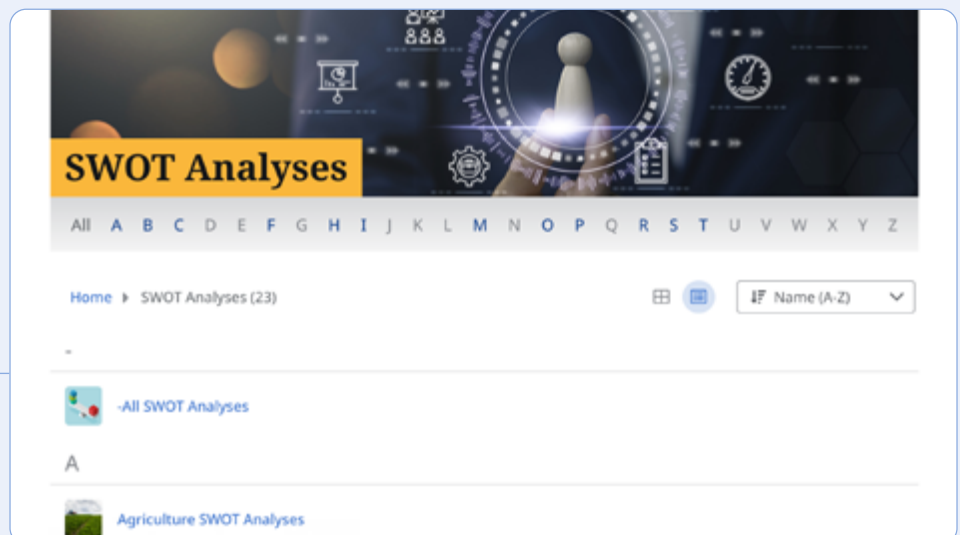 SWOT Analyses
All A B C D E F G H I J K L M N O P Q R S T U V W X Y Z
Home SWOT Analyses (23)
Name (A-Z)
-
-All SWOT Analyses
A
Agriculture SWOT Analyses